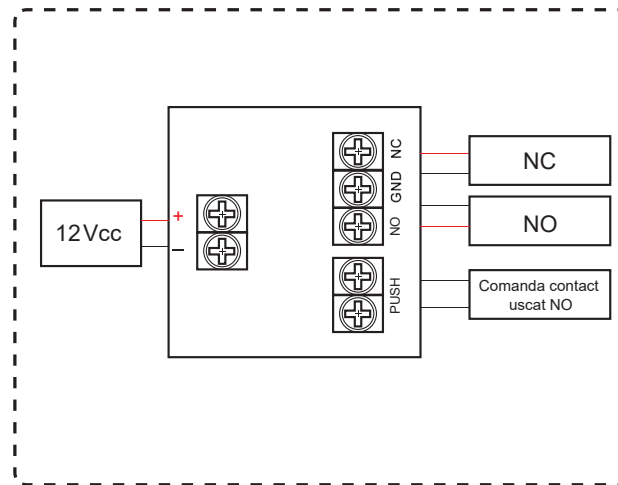 12Vcc
+
−
NC
GND
NO
PUSH
NC
NO
Comanda contact
uscat NO